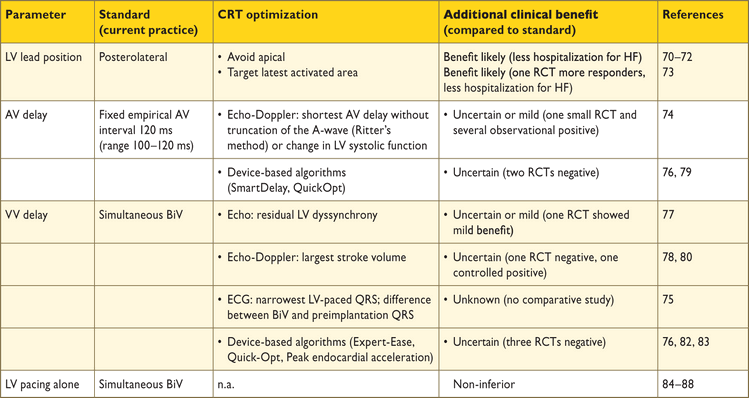 Parameter
Standard
(current practice)
CRT optimization
Additional clinical benefit
(compared to standard)
References
LV lead position
Posterolateral
• Avoid apical
• Target latest activated area
Benefit likely (less hospitalization for HF)
Benefit likely (one RCT more responders,
less hospitalization for HF)
70–72
73
AV delay
Fixed empirical AV
interval 120 ms
(range 100–120 ms)
• Echo-Doppler: shortest AV delay without
truncation of the A-wave (Ritter's
method) or change in LV systolic function
• Uncertain or mild (one small RCT and
several observational positive)
74
• Device-based algorithms
(SmartDelay, QuickOpt)
• Uncertain (two RCTs negative)
76, 79
VV delay
Simultaneous BiV
• Echo: residual LV dyssynchrony
• Uncertain or mild (one RCT showed
mild benefit)
77
• Echo-Doppler: largest stroke volume
• Uncertain (one RCT negative, one
controlled positive)
78, 80
• ECG: narrowest LV-paced QRS; difference
between BiV and preimplantation QRS
• Unknown (no comparative study)
75
• Device-based algorithms (Expert-Ease,
Quick-Opt, Peak endocardial acceleration)
• Uncertain (three RCTs negative)
76, 82, 83
LV pacing alone
Simultaneous BiV
n.a.
Non-inferior
84–88